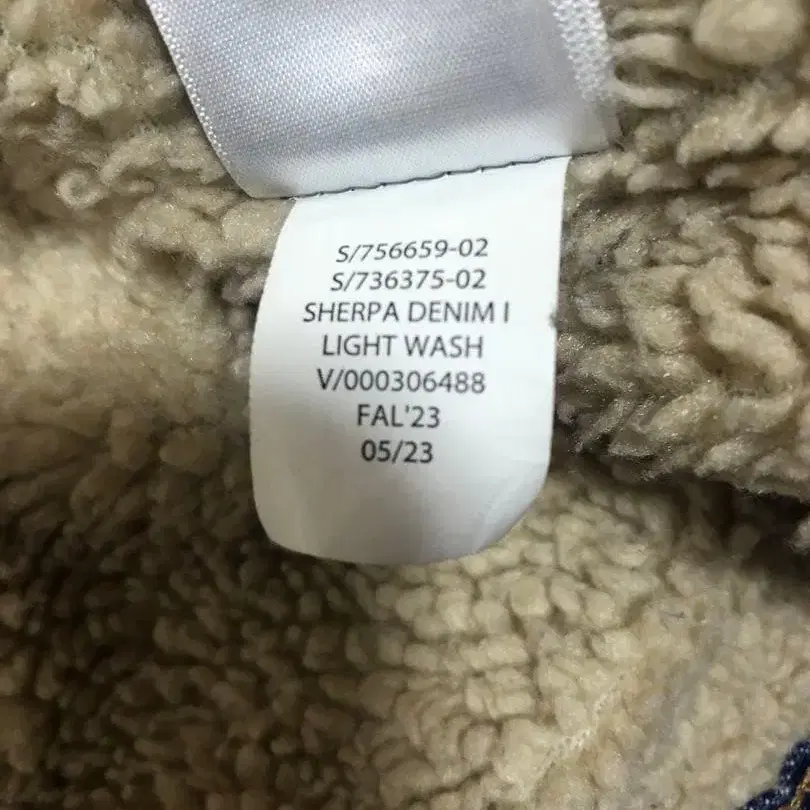 S/756659-02
S/736375-02
SHERPA DENIM I
LIGHT WASH
V/000306488
FAL'23
05/23